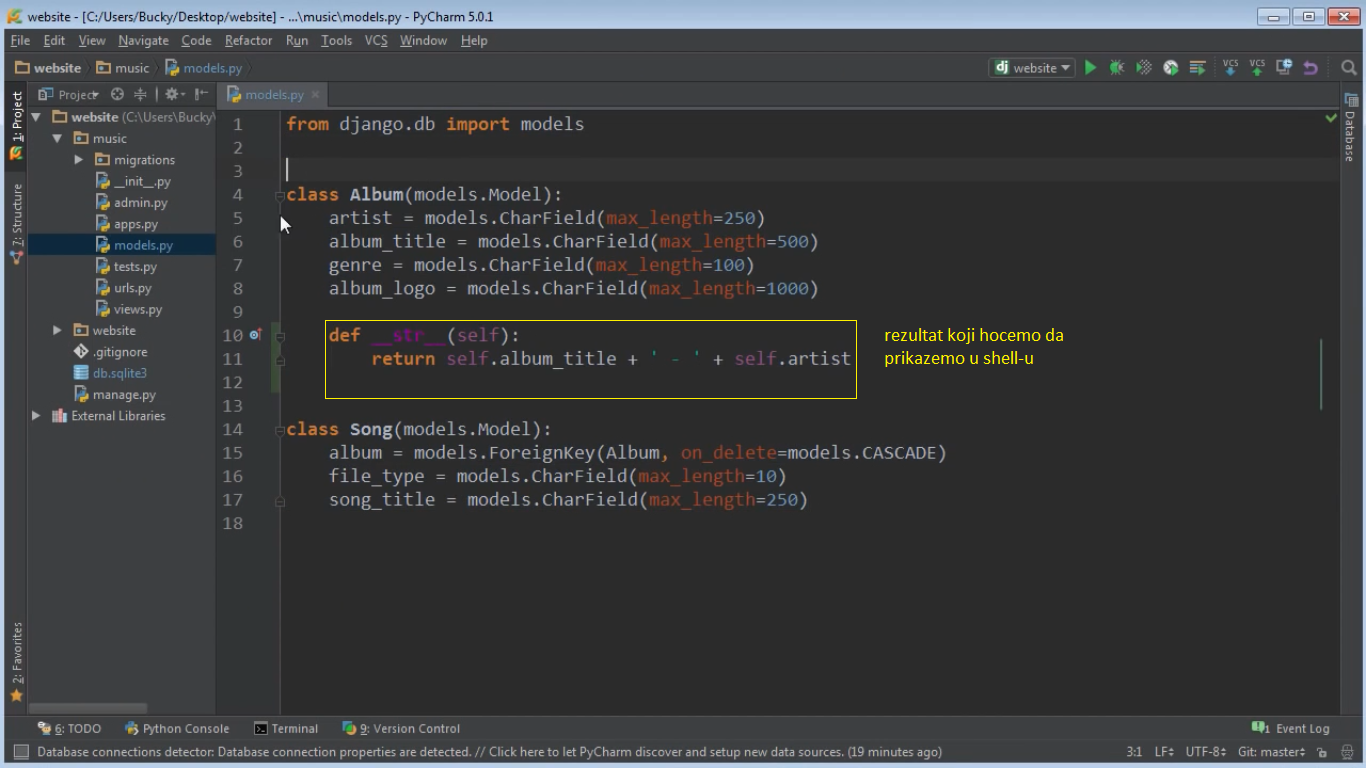 website - [C:/Users/Bucky/Desktop/website] - ...\music\models.py - PyCharm 5.0.1
File Edit View Navigate Code Refactor Run Tools VCS Window Help
website music models.py
dj website
VCS VCS
1: Project
7: Structure
2: Favorites
Project
models.py
Database
website (C:\Users\Bucky\
music
migrations
__init__.py
admin.py
apps.py
models.py
tests.py
urls.py
views.py
website
.gitignore
db.sqlite3
manage.py
External Libraries
1 from django.db import models
2
3
4 class Album(models.Model):
5 artist = models.CharField(max_length=250)
6 album_title = models.CharField(max_length=500)
7 genre = models.CharField(max_length=100)
8 album_logo = models.CharField(max_length=1000)
9
10 def __str__(self):
11 return self.album_title + ' - ' + self.artist
12
13
14 class Song(models.Model):
15 album = models.ForeignKey(Album, on_delete=models.CASCADE)
16 file_type = models.CharField(max_length=10)
17 song_title = models.CharField(max_length=250)
18
rezultat koji hocemo da
prikazemo u shell-u
6: TODO Python Console Terminal 9: Version Control 1 Event Log
Database connections detector: Database connection properties are detected. // Click here to let PyCharm discover and setup new data sources. (19 minutes ago) 3:1 LF UTF-8 Git: master